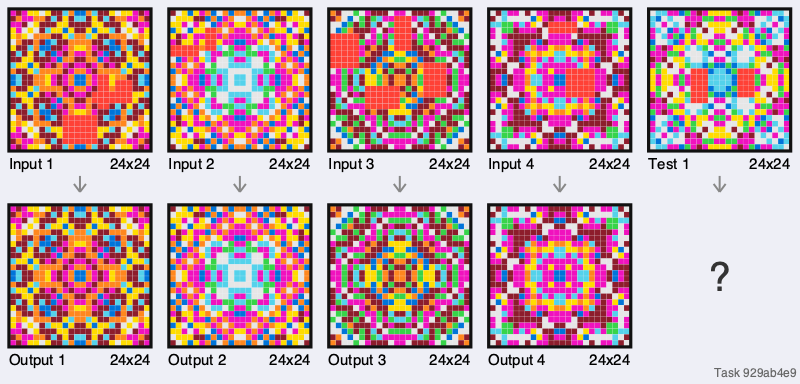 Input 1 24x24 Input 2 24x24 Input 3 24x24 Input 4 24x24 Test 1 24x24
?
Output 1 24x24 Output 2 24x24 Output 3 24x24 Output 4 24x24
Task 929ab4e9